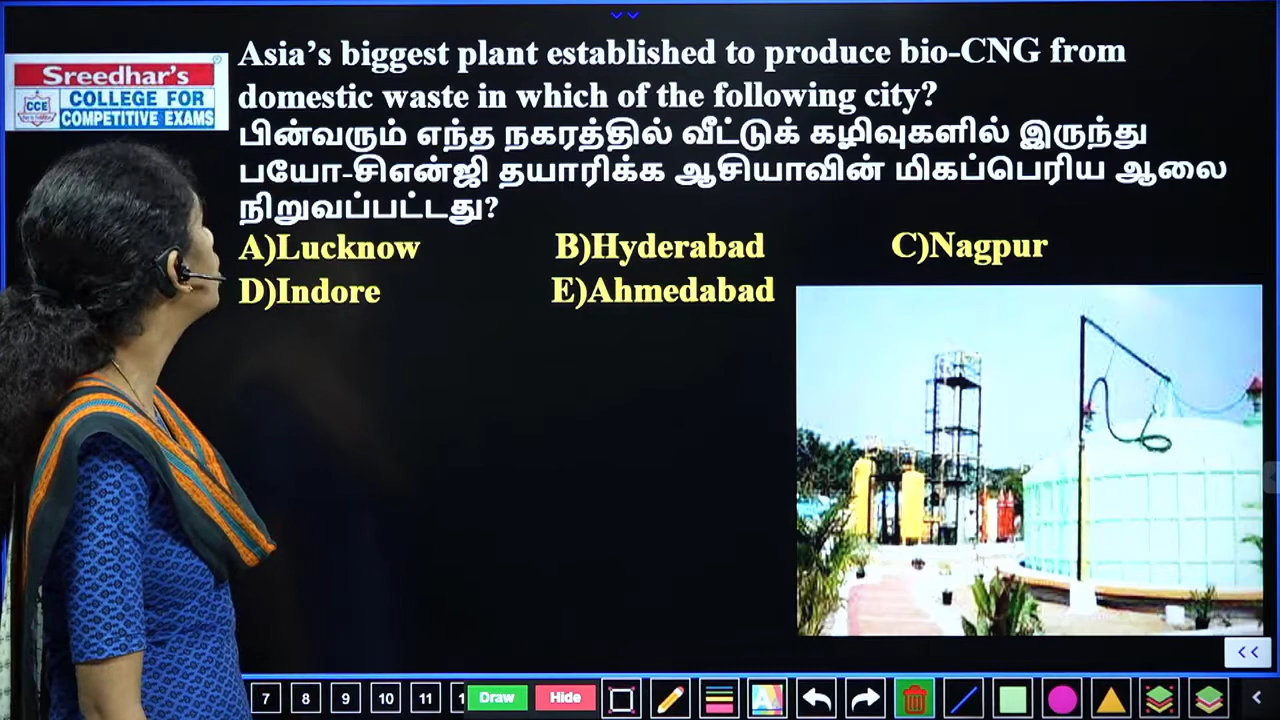 Asia’s biggest plant established to produce bio-CNG from
domestic waste in which of the following city?
பின்வரும் எந்த நகரத்தில் வீட்டுக் கழிவுகளில் இருந்து
பயோ-சிஎன்ஜி தயாரிக்க ஆசியாவின் மிகப்பெரிய ஆலை
நிறுவப்பட்டது?
A)Lucknow B)Hyderabad C)Nagpur
D)Indore E)Ahmedabad
Sreedhar's
CCE
COLLEGE FOR
COMPETITIVE EXAMS
7 8 9 10 11 1 Draw Hide